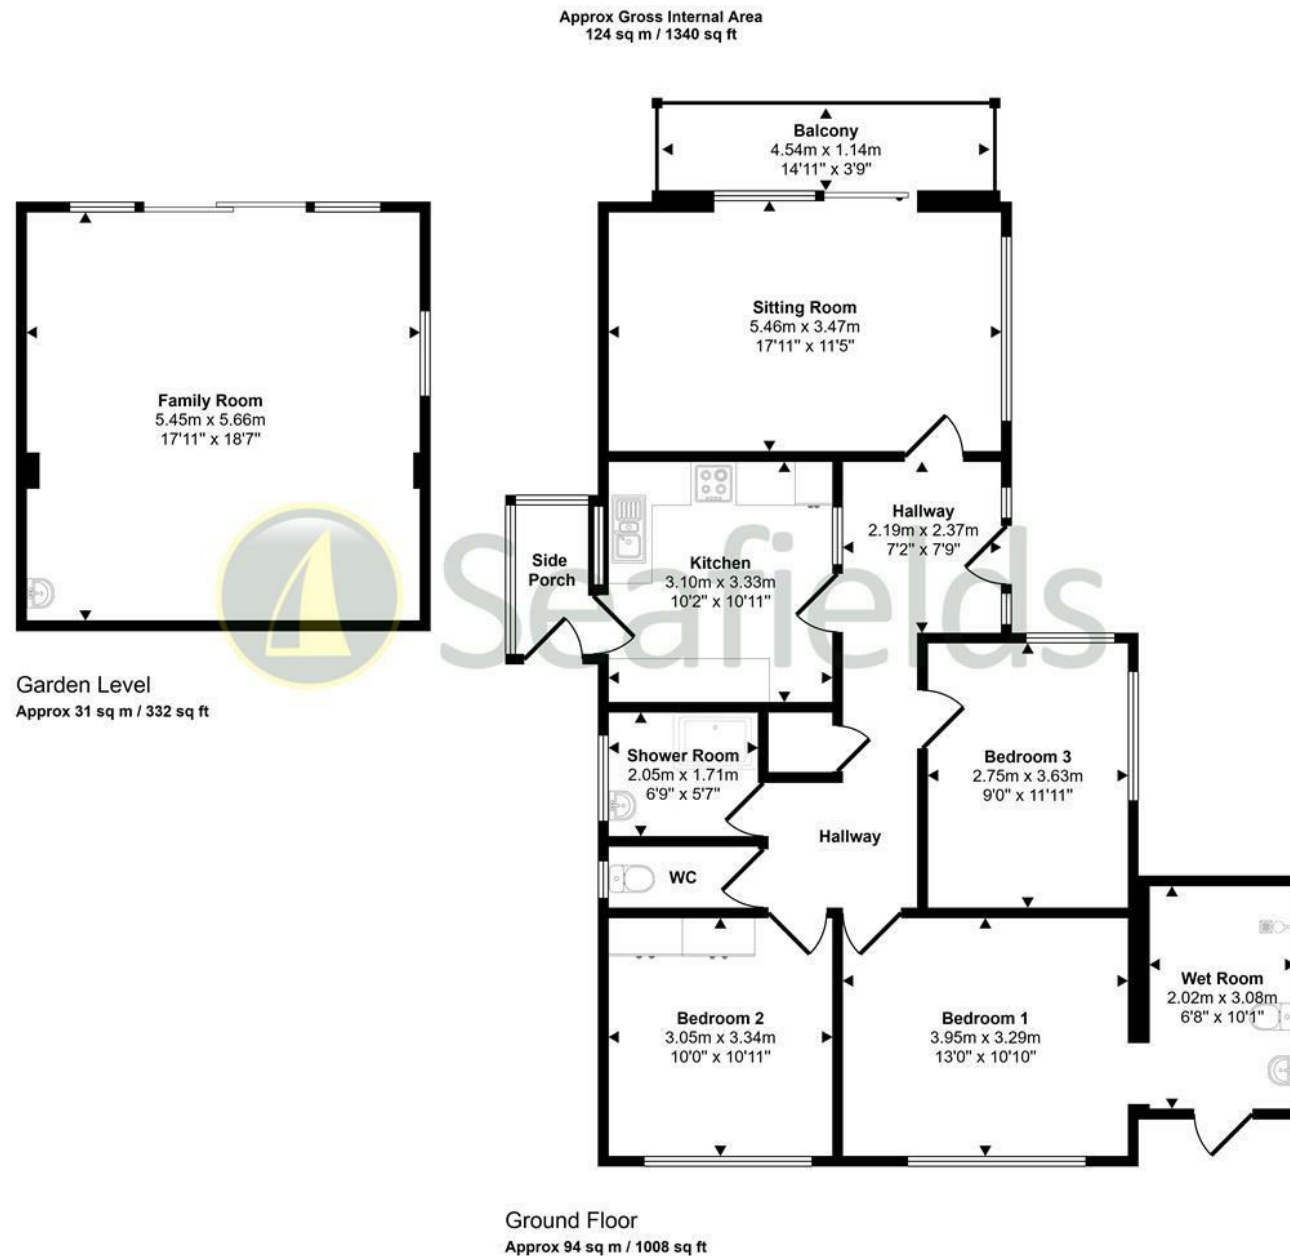 Approx Gross Internal Area
124 sq m / 1340 sq ft
Balcony
4.54m x 1.14m
14'11" x 3'9"
Sitting Room
5.46m x 3.47m
17'11" x 11'5"
Family Room
5.45m x 5.66m
17'11" x 18'7"
Hallway
2.19m x 2.37m
7'2" x 7'9"
Side
Porch
Kitchen
3.10m x 3.33m
10'2" x 10'11"
Seafields
Garden Level
Approx 31 sq m / 332 sq ft
Shower Room
2.05m x 1.71m
6'9" x 5'7"
Bedroom 3
2.75m x 3.63m
9'0" x 11'11"
Hallway
WC
Wet Room
2.02m x 3.08m
6'8" x 10'1"
Bedroom 2
3.05m x 3.34m
10'0" x 10'11"
Bedroom 1
3.95m x 3.29m
13'0" x 10'10"
Ground Floor
Approx 94 sq m / 1008 sq ft